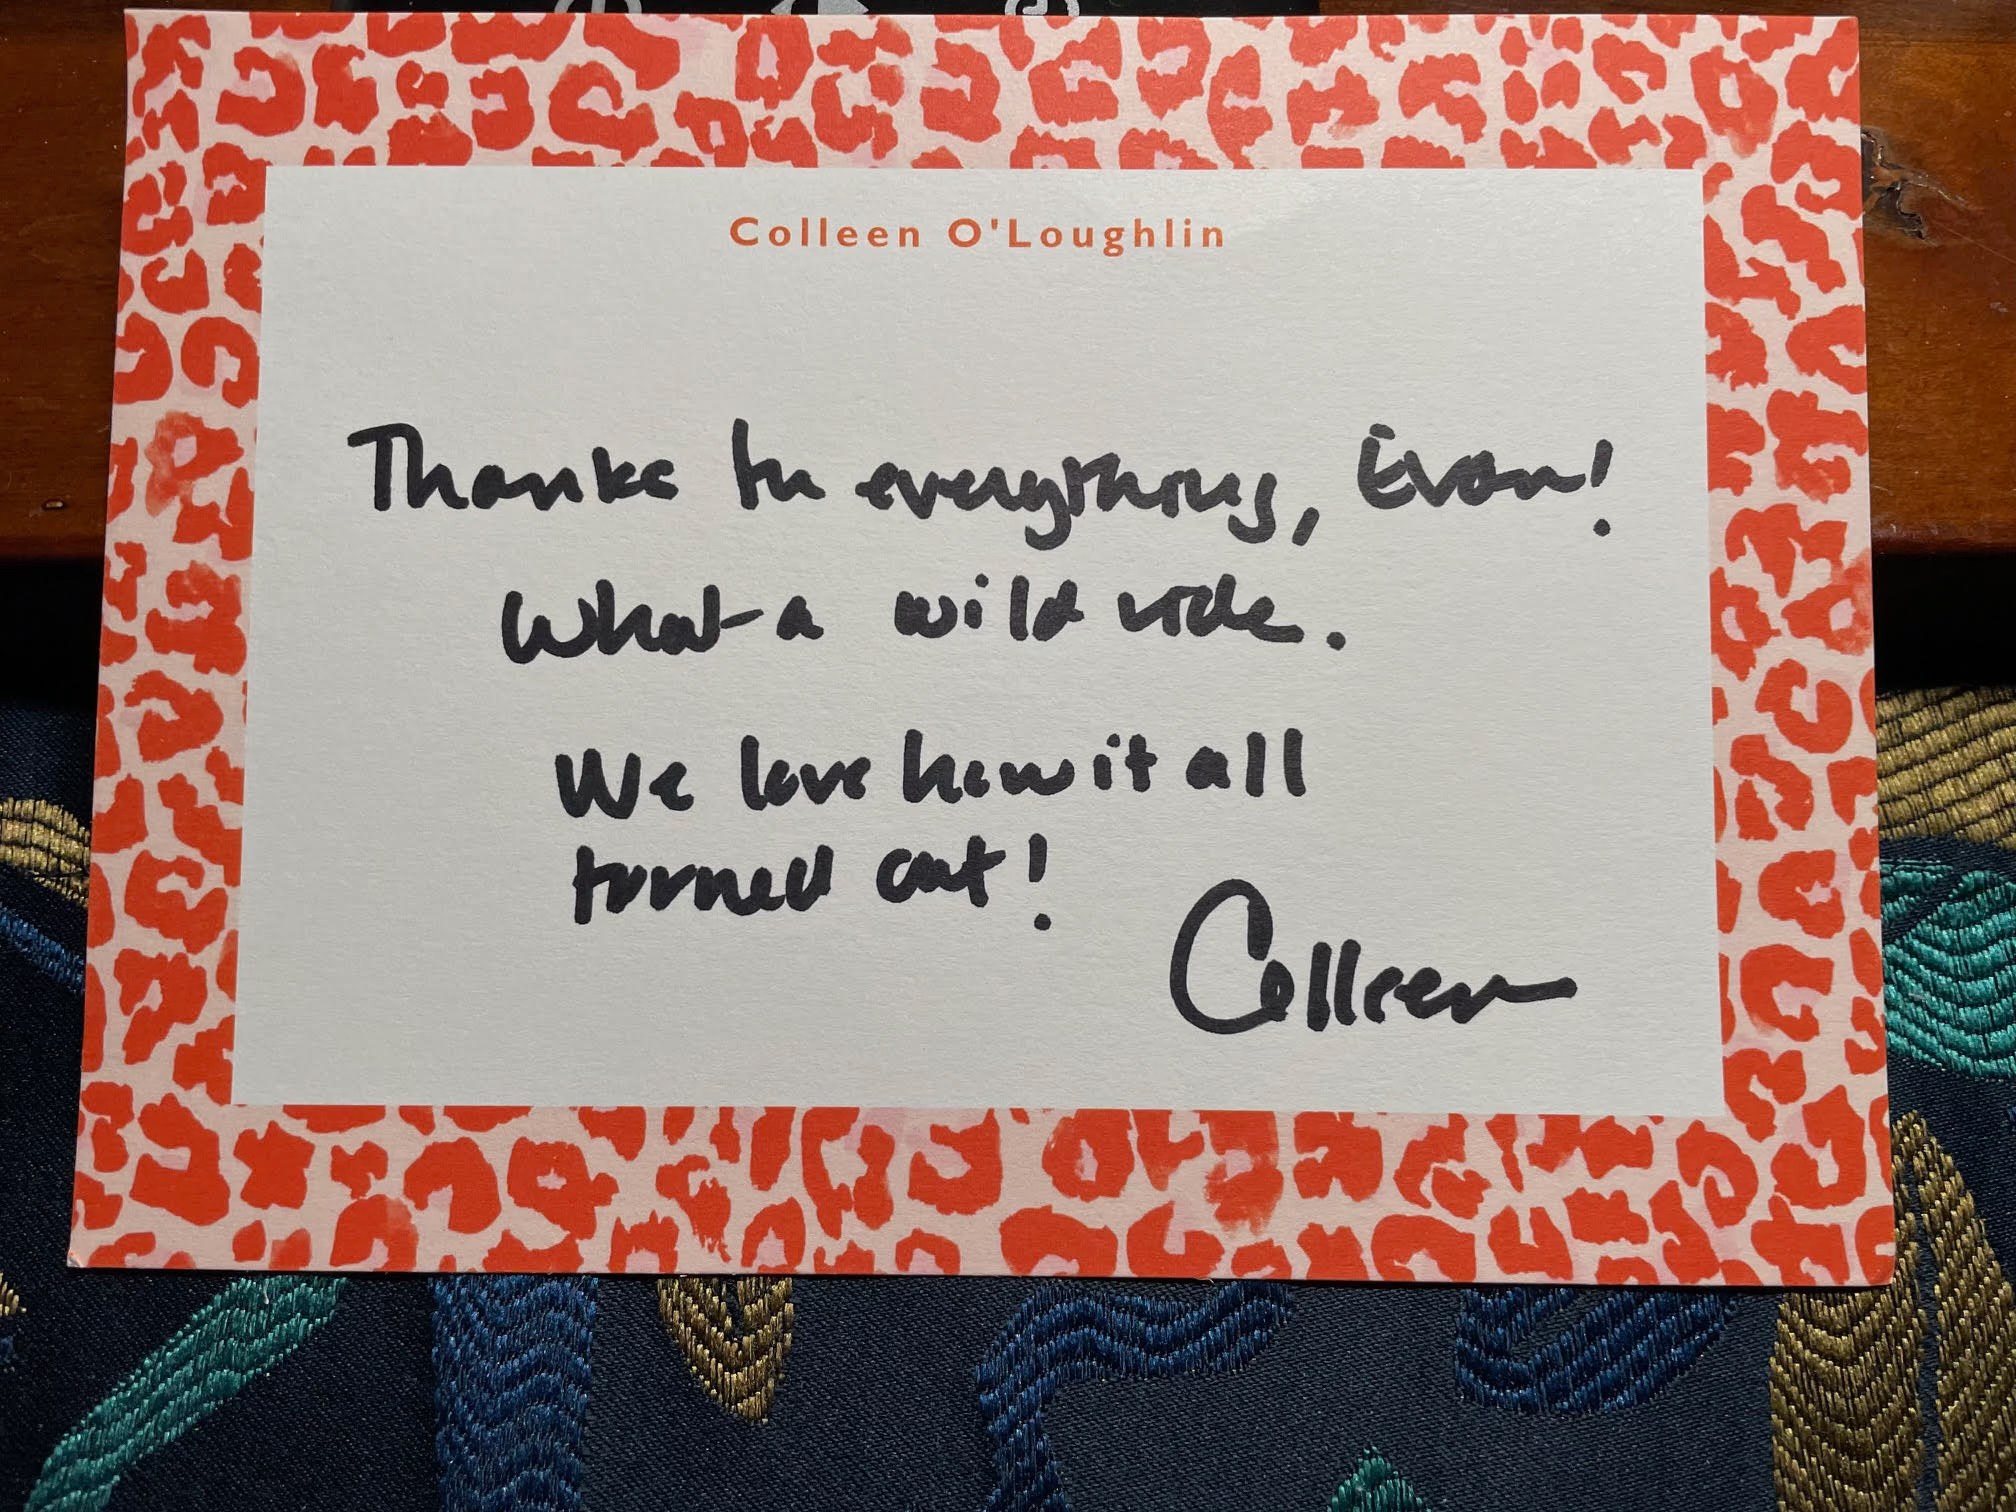 Colleen O'Loughlin
Thanks for everything, Evan!
What a wild ride.
We love how it all
turned out!
Colleen